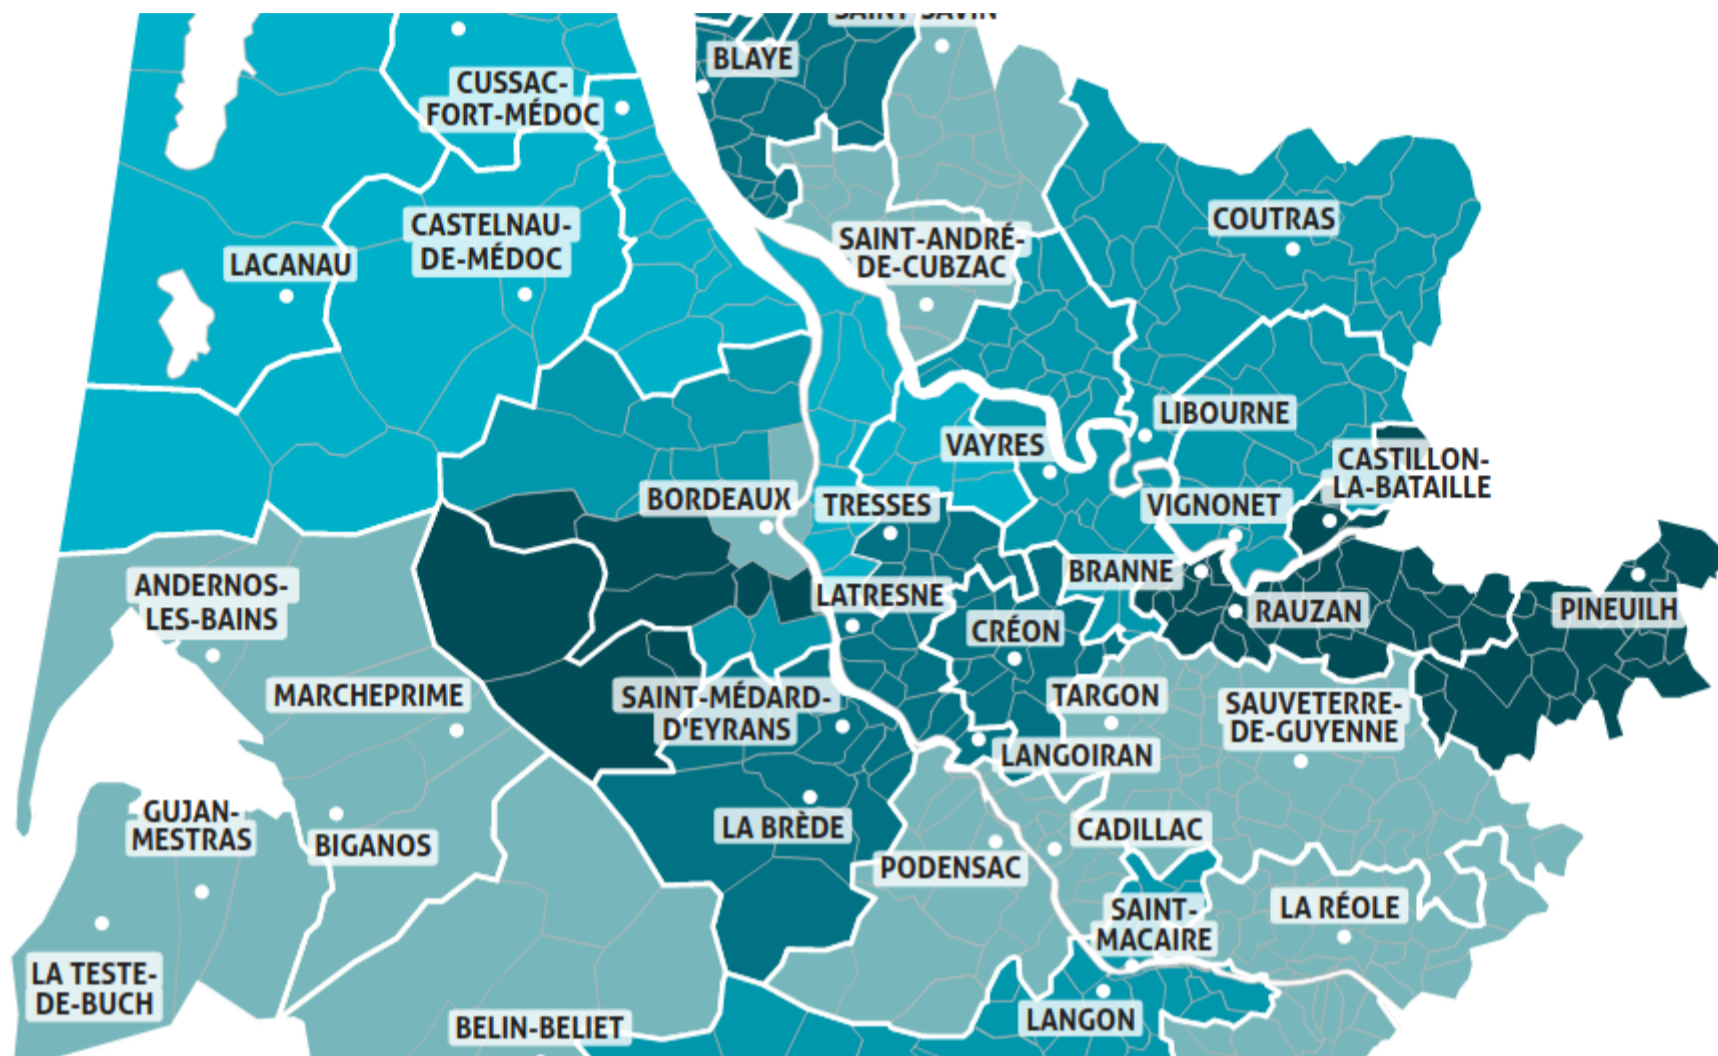 SAINT-SAVIN
BLAYE
CUSSAC-
FORT-MÉDOC
CASTELNAU-
DE-MÉDOC
LACANAU
SAINT-ANDRÉ-
DE-CUBZAC
COUTRAS
LIBOURNE
VAYRES
CASTILLON-
LA-BATAILLE
BORDEAUX
TRESSES
VIGNONET
BRANNE
ANDERNOS-
LES-BAINS
LATRESNE
CRÉON
RAUZAN
PINEUILH
MARCHEPRIME
SAINT-MÉDARD-
D'EYRANS
TARGON
SAUVETERRE-
DE-GUYENNE
LANGOIRAN
GUJAN-
MESTRAS
BIGANOS
LA BRÈDE
CADILLAC
PODENSAC
SAINT-
MACAIRE
LA RÉOLE
LA TESTE-
DE-BUCH
BELIN-BELIET
LANGON